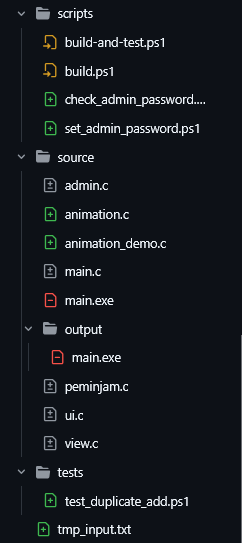 scripts
build-and-test.ps1
build.ps1
check_admin_password....
set_admin_password.ps1
source
admin.c
animation.c
animation_demo.c
main.c
main.exe
output
main.exe
peminjam.c
ui.c
view.c
tests
test_duplicate_add.ps1
tmp_input.txt